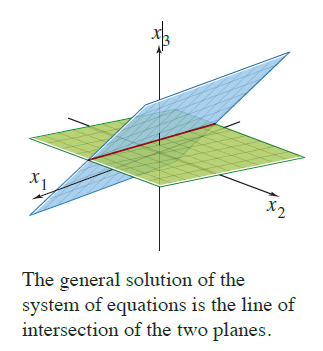 x3
x1
x2
The general solution of the
system of equations is the line of
intersection of the two planes.